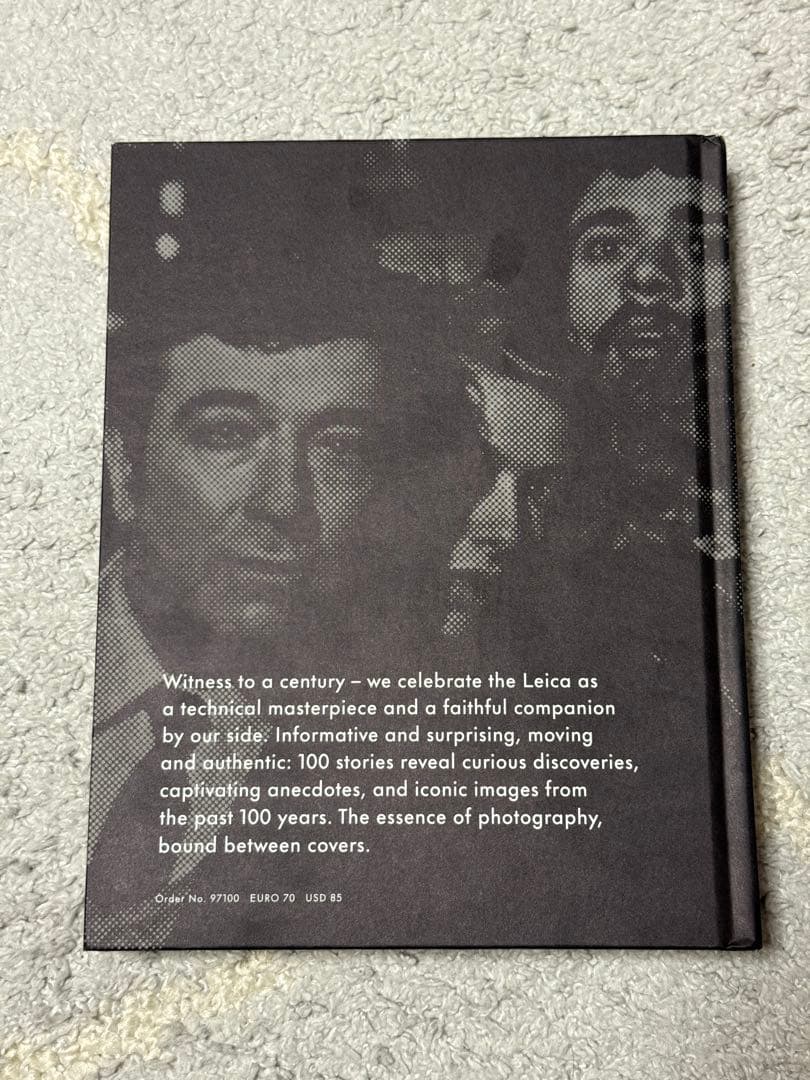 Witness to a century – we celebrate the Leica as
a technical masterpiece and a faithful companion
by our side. Informative and surprising, moving
and authentic: 100 stories reveal curious discoveries,
captivating anecdotes, and iconic images from
the past 100 years. The essence of photography,
bound between covers.
Order No. 97100 EURO 70 USD 85